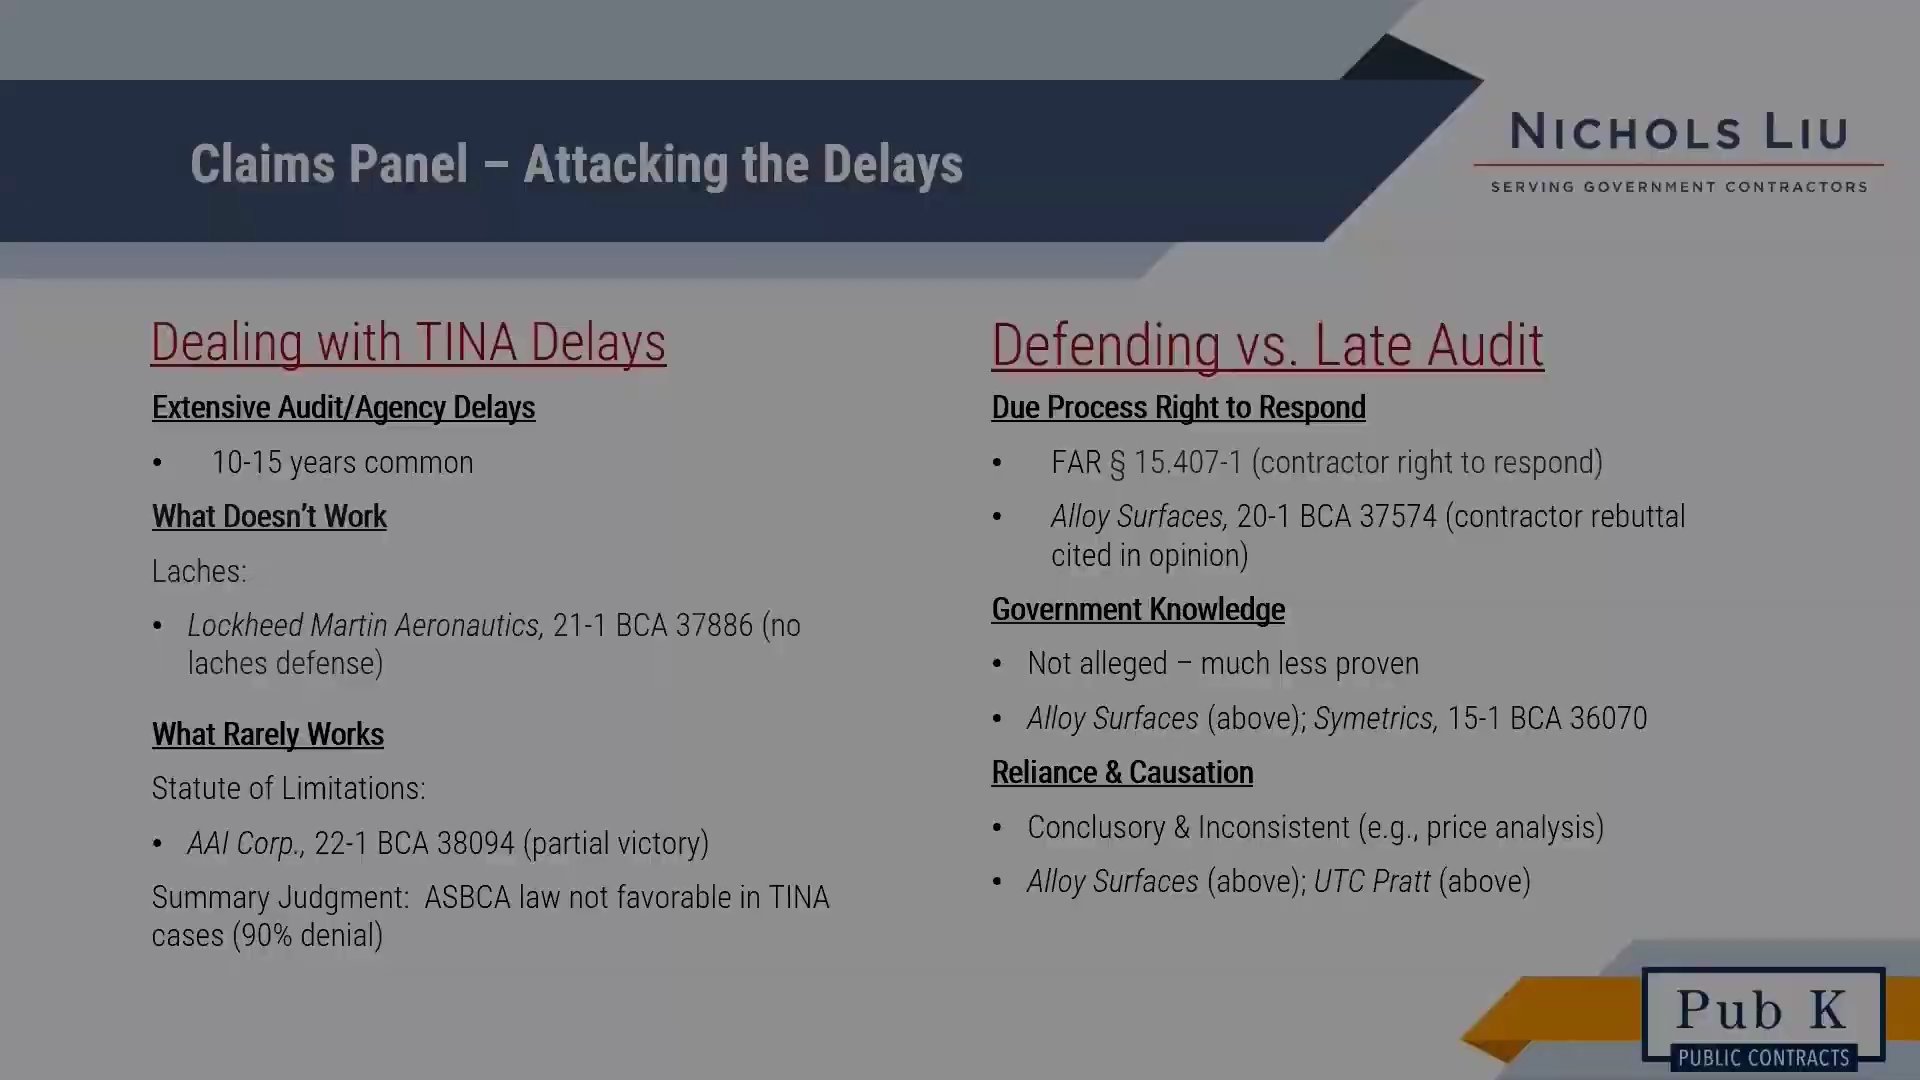 Claims Panel – Attacking the Delays
NICHOLS LIU
SERVING GOVERNMENT CONTRACTORS
Dealing with TINA Delays
Extensive Audit/Agency Delays
• 10-15 years common
What Doesn’t Work
Laches:
• Lockheed Martin Aeronautics, 21-1 BCA 37886 (no
laches defense)
What Rarely Works
Statute of Limitations:
• AAI Corp., 22-1 BCA 38094 (partial victory)
Summary Judgment: ASBCA law not favorable in TINA
cases (90% denial)
Defending vs. Late Audit
Due Process Right to Respond
• FAR § 15.407-1 (contractor right to respond)
• Alloy Surfaces, 20-1 BCA 37574 (contractor rebuttal
cited in opinion)
Government Knowledge
• Not alleged – much less proven
• Alloy Surfaces (above); Symetrics, 15-1 BCA 36070
Reliance & Causation
• Conclusory & Inconsistent (e.g., price analysis)
• Alloy Surfaces (above); UTC Pratt (above)
Pub K
PUBLIC CONTRACTS